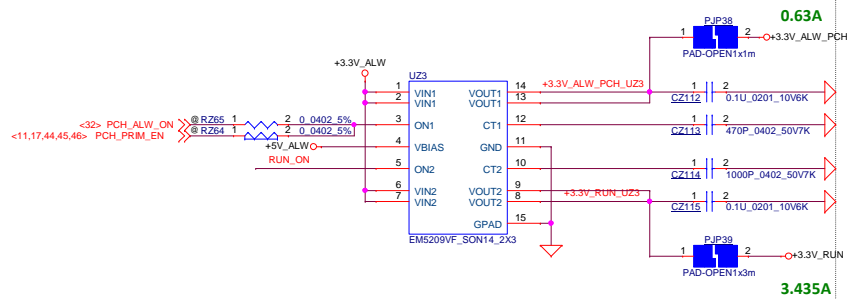 0.63A
PJP38
1 2
+3.3V_ALW_PCH
PAD-OPEN1x1m
+3.3V_ALW
UZ3
1 VIN1 VOUT1 14 +3.3V_ALW_PCH_UZ3
2 VIN1 VOUT1 13
CZ112 1 2 0.1U_0201_10V6K
<32> PCH_ALW_ON @ RZ65 1 2 0_0402_5%
<11,17,44,45,46> PCH_PRIM_EN @ RZ64 1 2 0_0402_5%
3 ON1 CT1 12
CZ113 1 2 470P_0402_50V7K
+5V_ALW 4 VBIAS GND 11
RUN_ON 5 ON2 CT2 10
CZ114 1 2 1000P_0402_50V7K
6 VIN2 VOUT2 9 +3.3V_RUN_UZ3
7 VIN2 VOUT2 8
CZ115 1 2 0.1U_0201_10V6K
GPAD 15
EM5209VF_SON14_2X3
PJP39
1 2
+3.3V_RUN
PAD-OPEN1x3m
3.435A